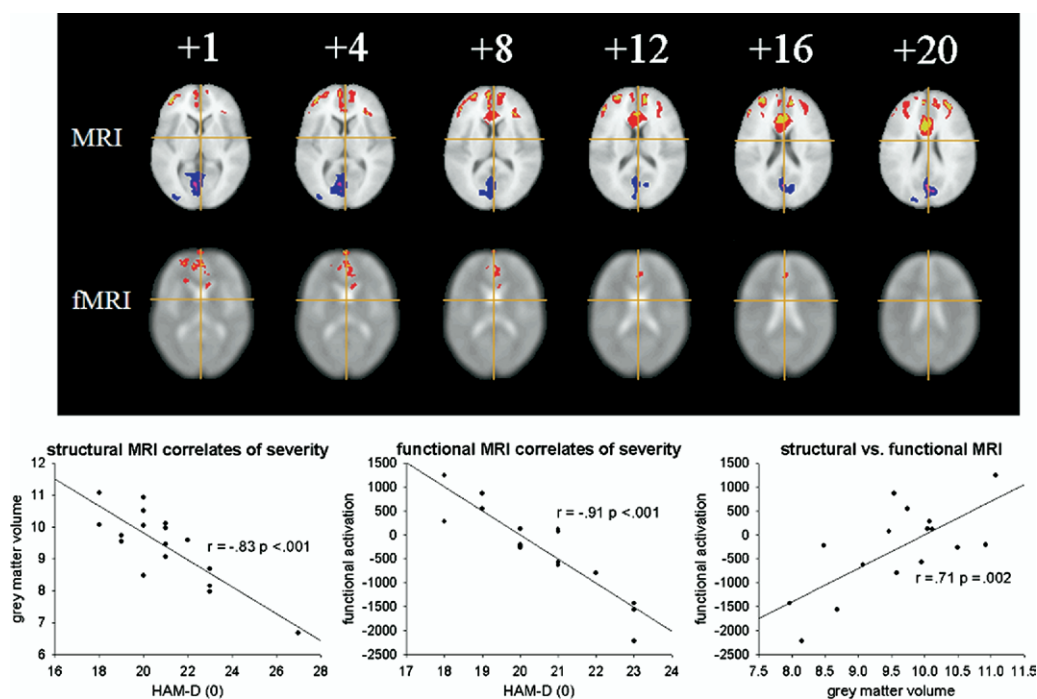 +1 +4 +8 +12 +16 +20
MRI
fMRI
structural MRI correlates of severity
grey matter volume
12
11
10
9
8
7
6
r = -.83 p <.001
16 18 20 22 24 26 28
HAM-D (0)
functional MRI correlates of severity
functional activation
1500
1000
500
0
-500
-1000
-1500
-2000
-2500
r = -.91 p <.001
17 18 19 20 21 22 23 24
HAM-D (0)
structural vs. functional MRI
functional activation
1500
1000
500
0
-500
-1000
-1500
-2000
-2500
r =.71 p =.002
7.5 8.0 8.5 9.0 9.5 10.0 10.5 11.0 11.5
grey matter volume